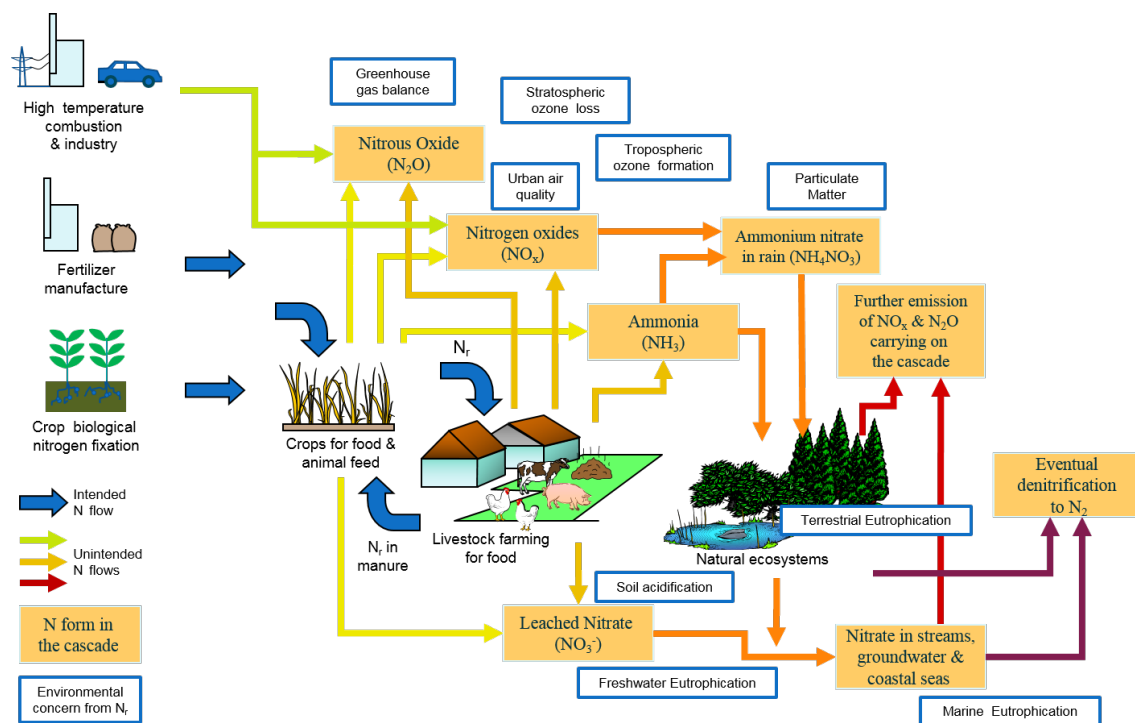 High temperature
combustion
& industry
Greenhouse
gas balance
Stratospheric
ozone loss
Nitrous Oxide
(N₂O)
Tropospheric
ozone formation
Urban air
quality
Particulate
Matter
Fertilizer
manufacture
Nitrogen oxides
(NOₓ)
Ammonium nitrate
in rain (NH₄NO₃)
Ammonia
(NH₃)
Further emission
of NOₓ & N₂O
carrying on
the cascade
Nᵣ
Crop biological
nitrogen fixation
Crops for food &
animal feed
Eventual
denitrification
to N₂
Intended
N flow
Unintended
N flows
Nᵣ in
manure
Livestock farming
for food
Terrestrial Eutrophication
Natural ecosystems
Soil acidification
N form in
the cascade
Leached Nitrate
(NO₃⁻)
Nitrate in streams,
groundwater &
coastal seas
Environmental
concern from Nᵣ
Freshwater Eutrophication
Marine Eutrophication